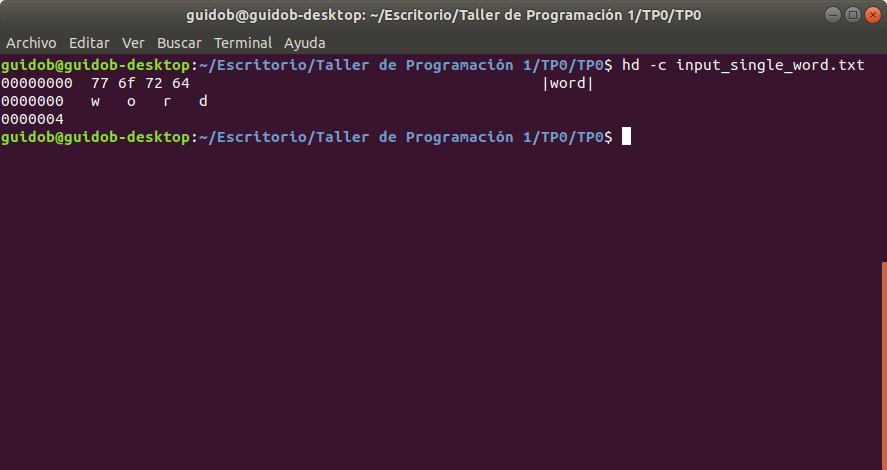 guidob@guidob-desktop: ~/Escritorio/Taller de Programación 1/TP0/TP0
Archivo Editar Ver Buscar Terminal Ayuda
guidob@guidob-desktop:~/Escritorio/Taller de Programación 1/TP0/TP0$ hd -c input_single_word.txt
00000000  77 6f 72 64                                       |word|
0000000   w   o   r   d
0000004
guidob@guidob-desktop:~/Escritorio/Taller de Programación 1/TP0/TP0$